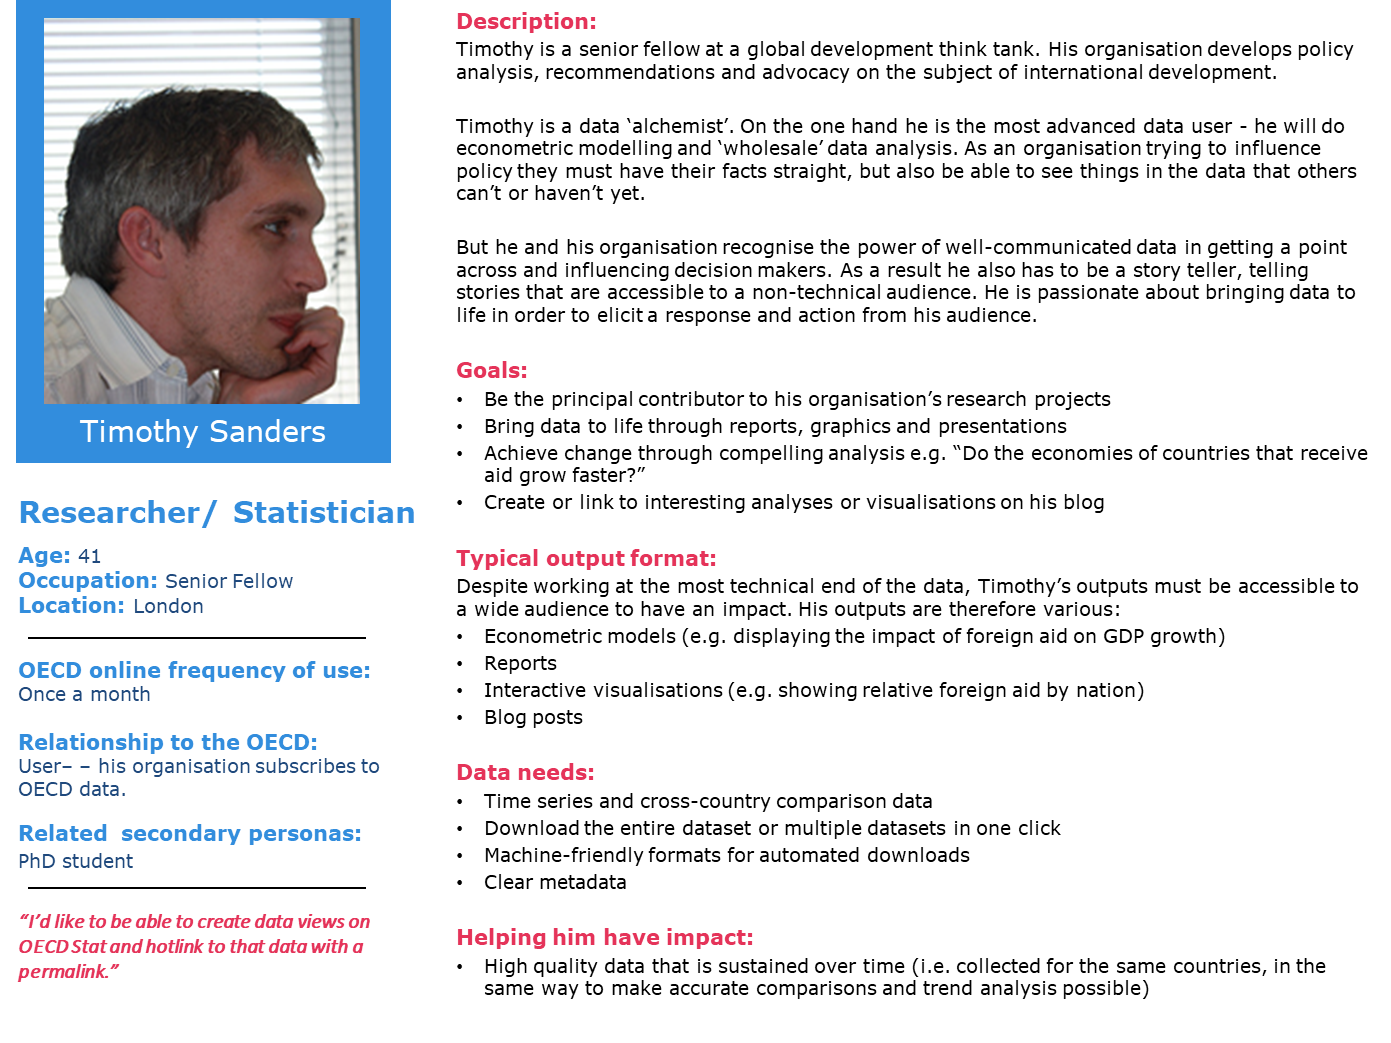 Timothy Sanders
Researcher/ Statistician
Age: 41
Occupation: Senior Fellow
Location: London
OECD online frequency of use:
Once a month
Relationship to the OECD:
User– – his organisation subscribes to
OECD data.
Related secondary personas:
PhD student
“I’d like to be able to create data views on
OECD Stat and hotlink to that data with a
permalink.”
Description:
Timothy is a senior fellow at a global development think tank. His organisation develops policy
analysis, recommendations and advocacy on the subject of international development.
Timothy is a data ‘alchemist’. On the one hand he is the most advanced data user - he will do
econometric modelling and ‘wholesale’ data analysis. As an organisation trying to influence
policy they must have their facts straight, but also be able to see things in the data that others
can’t or haven’t yet.
But he and his organisation recognise the power of well-communicated data in getting a point
across and influencing decision makers. As a result he also has to be a story teller, telling
stories that are accessible to a non-technical audience. He is passionate about bringing data to
life in order to elicit a response and action from his audience.
Goals:
• Be the principal contributor to his organisation’s research projects
• Bring data to life through reports, graphics and presentations
• Achieve change through compelling analysis e.g. “Do the economies of countries that receive
aid grow faster?”
• Create or link to interesting analyses or visualisations on his blog
Typical output format:
Despite working at the most technical end of the data, Timothy’s outputs must be accessible to
a wide audience to have an impact. His outputs are therefore various:
• Econometric models (e.g. displaying the impact of foreign aid on GDP growth)
• Reports
• Interactive visualisations (e.g. showing relative foreign aid by nation)
• Blog posts
Data needs:
• Time series and cross-country comparison data
• Download the entire dataset or multiple datasets in one click
• Machine-friendly formats for automated downloads
• Clear metadata
Helping him have impact:
• High quality data that is sustained over time (i.e. collected for the same countries, in the
same way to make accurate comparisons and trend analysis possible)